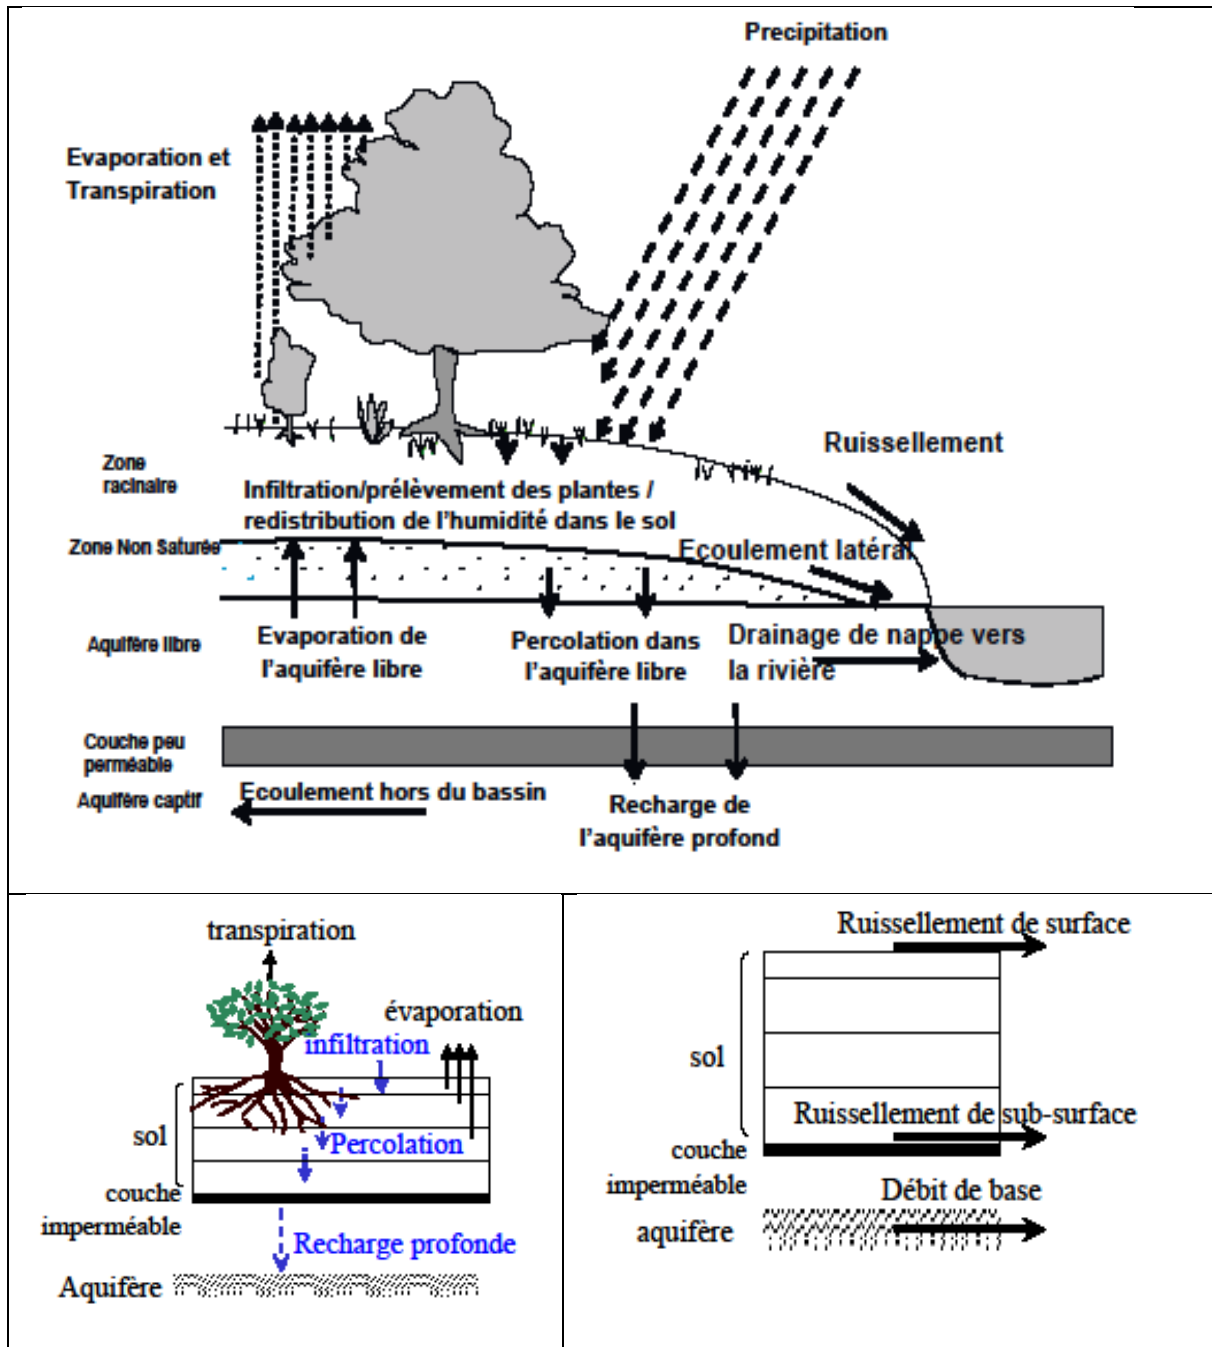 Precipitation
Evaporation et
Transpiration
Ruissellement
Zone
racinaire
Infiltration/prélèvement des plantes /
redistribution de l'humidité dans le sol
Zone Non Saturée
Ecoulement latéral
Aquifère libre
Evaporation de
l'aquifère libre
Percolation dans
l'aquifère libre
Drainage de nappe vers
la rivière
Couche peu
perméable
Aquifère captif
Ecoulement hors du bassin
Recharge de
l'aquifère profond
transpiration
évaporation
infiltration
sol
Percolation
couche
imperméable
Recharge profonde
Aquifère
Ruissellement de surface
sol
Ruissellement de sub-surface
couche
imperméable
Débit de base
aquifère